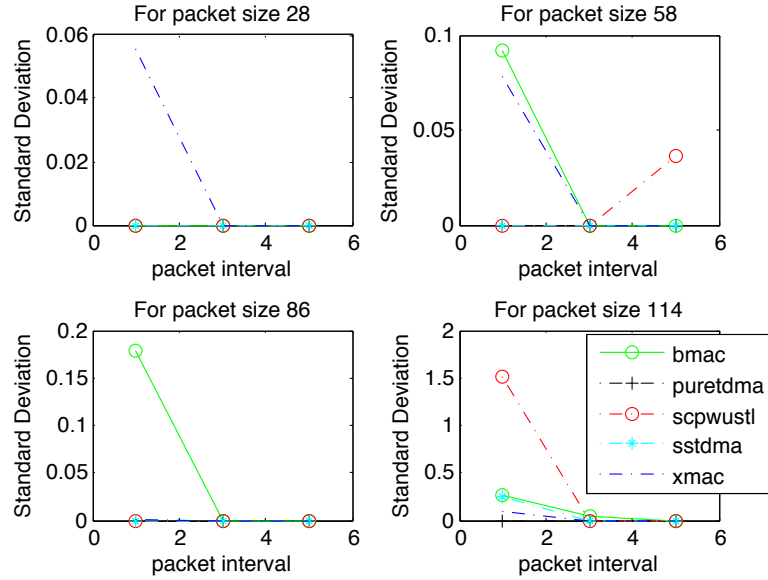 For packet size 28
Standard Deviation
0.06
0.04
0.02
0
0 2 4 6
packet interval
For packet size 58
Standard Deviation
0.1
0.05
0
0 2 4 6
packet interval
For packet size 86
Standard Deviation
0.2
0.15
0.1
0.05
0
0 2 4 6
packet interval
For packet size 114
Standard Deviation
2
1.5
1
0.5
0
0 2 4 6
packet interval
bmac
puretdma
scpwustl
sstdma
xmac